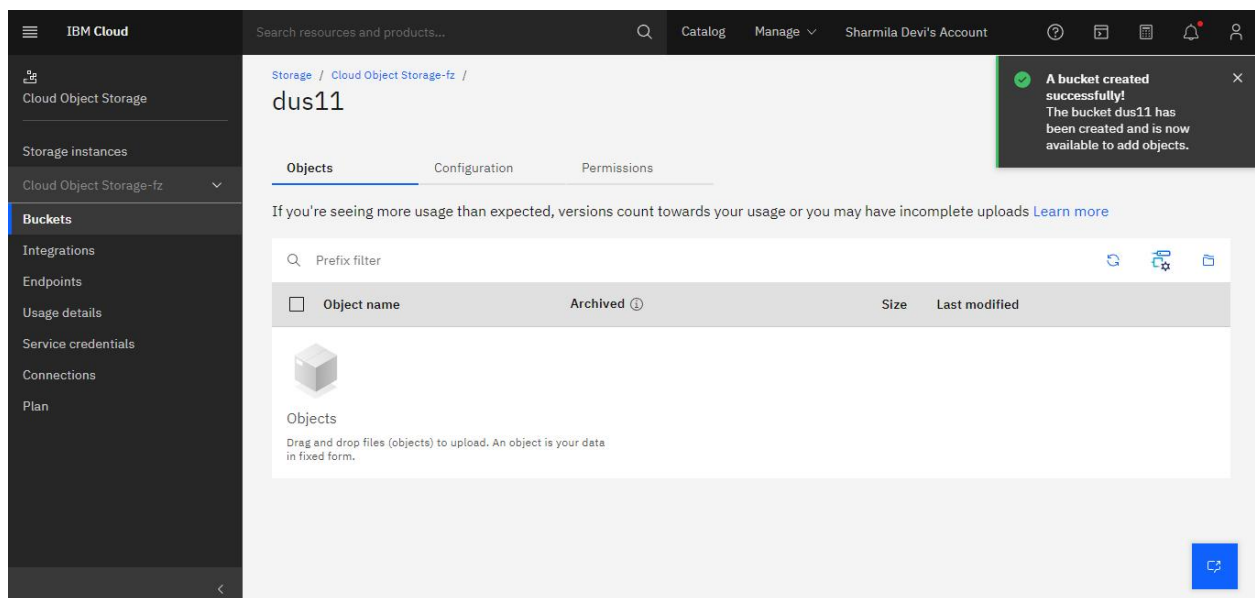 IBM Cloud
Search resources and products...
Catalog
Manage
Sharmila Devi's Account
Cloud Object Storage
Storage instances
Cloud Object Storage-fz
Buckets
Integrations
Endpoints
Usage details
Service credentials
Connections
Plan
Storage / Cloud Object Storage-fz /
dus11
A bucket created
successfully!
The bucket dus11 has
been created and is now
available to add objects.
Objects
Configuration
Permissions
If you're seeing more usage than expected, versions count towards your usage or you may have incomplete uploads Learn more
Prefix filter
Object name
Archived
Size
Last modified
Objects
Drag and drop files (objects) to upload. An object is your data
in fixed form.